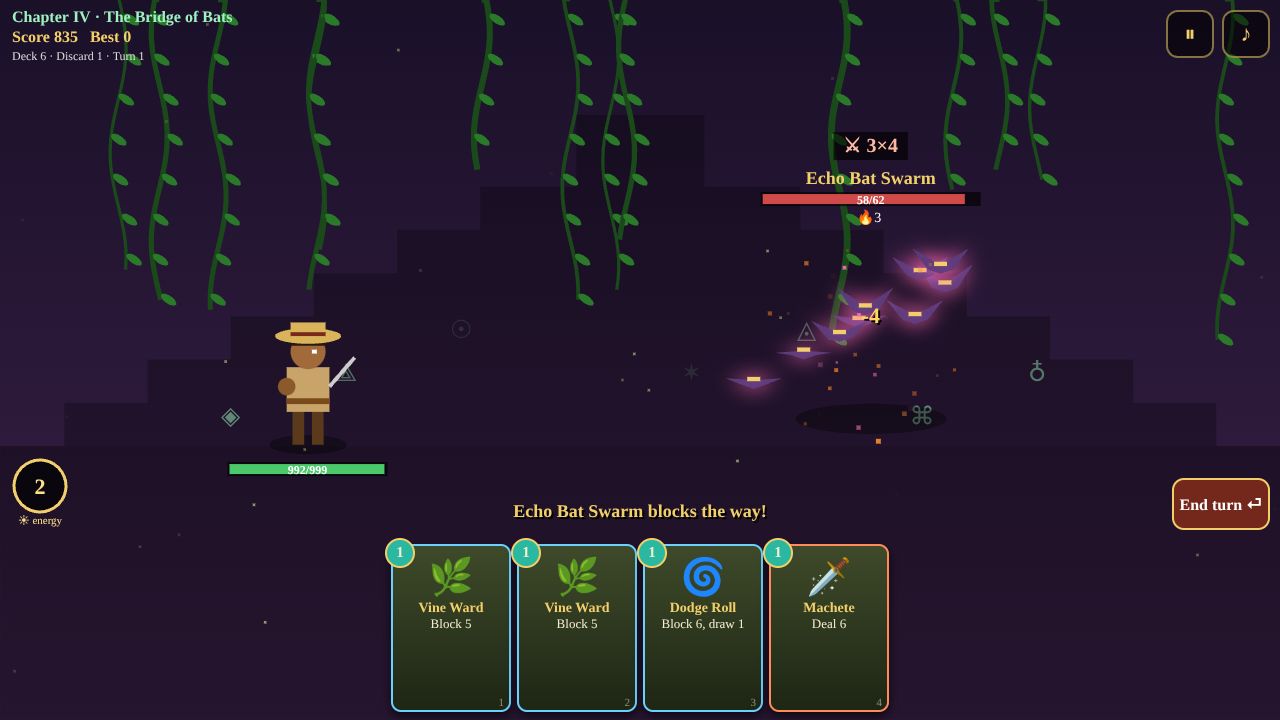 Chapter IV · The Bridge of Bats
Score 835 Best 0
Deck 6 · Discard 1 · Turn 1
⏸
♪
⚔ 3×4
Echo Bat Swarm
58/62
🔥3
-4
992/999
2
☀ energy
Echo Bat Swarm blocks the way!
End turn ⏎
1
Vine Ward
Block 5
1
1
Vine Ward
Block 5
2
1
Dodge Roll
Block 6, draw 1
3
1
Machete
Deal 6
4